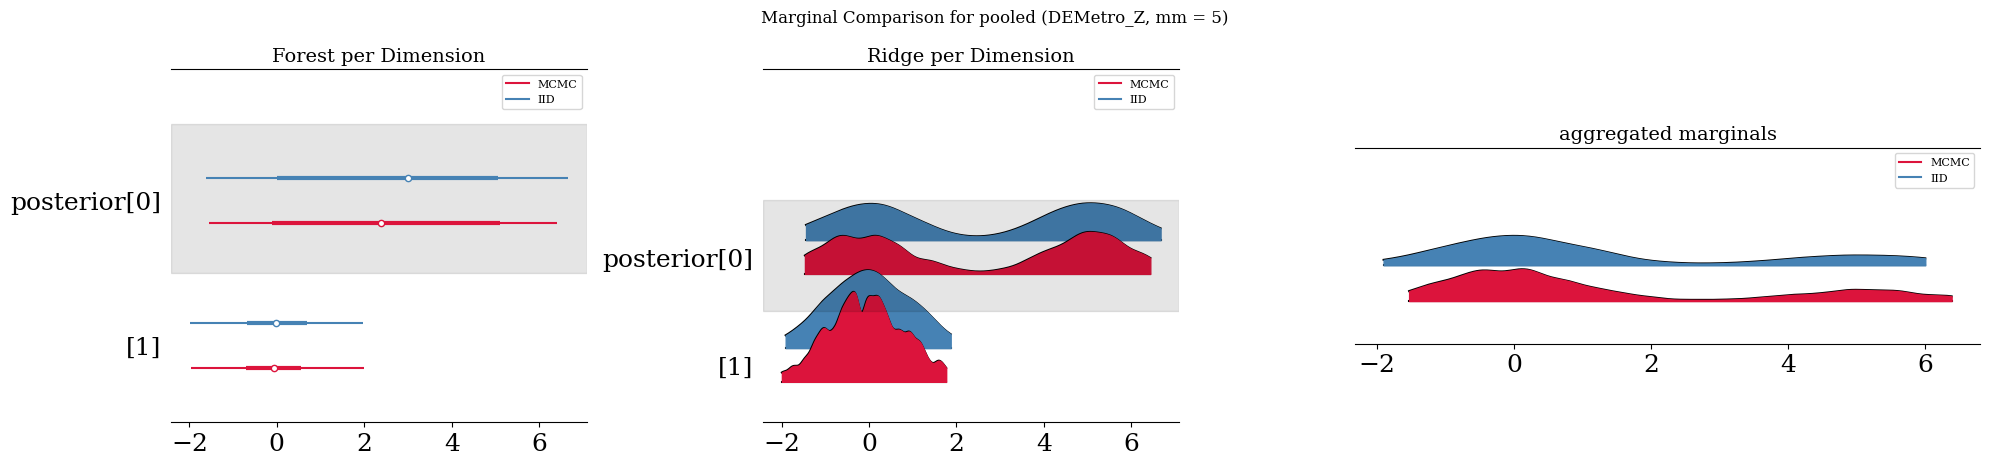 Marginal Comparison for pooled (DEMetro_Z, mm = 5)
Forest per Dimension
MCMC
IID
posterior[0]
[1]
−2 0 2 4 6
Ridge per Dimension
MCMC
IID
posterior[0]
[1]
−2 0 2 4 6
aggregated marginals
MCMC
IID
−2 0 2 4 6